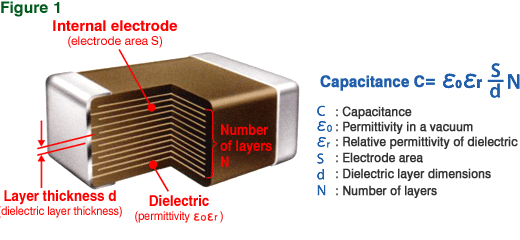 Figure 1
Internal electrode
(electrode area S)
Capacitance C= ε₀εr S/d N
C : Capacitance
ε₀ : Permittivity in a vacuum
εr : Relative permittivity of dielectric
S : Electrode area
d : Dielectric layer dimensions
N : Number of layers
Number
of layers
N
Layer thickness d
(dielectric layer thickness)
Dielectric
(permittivity ε₀εr)